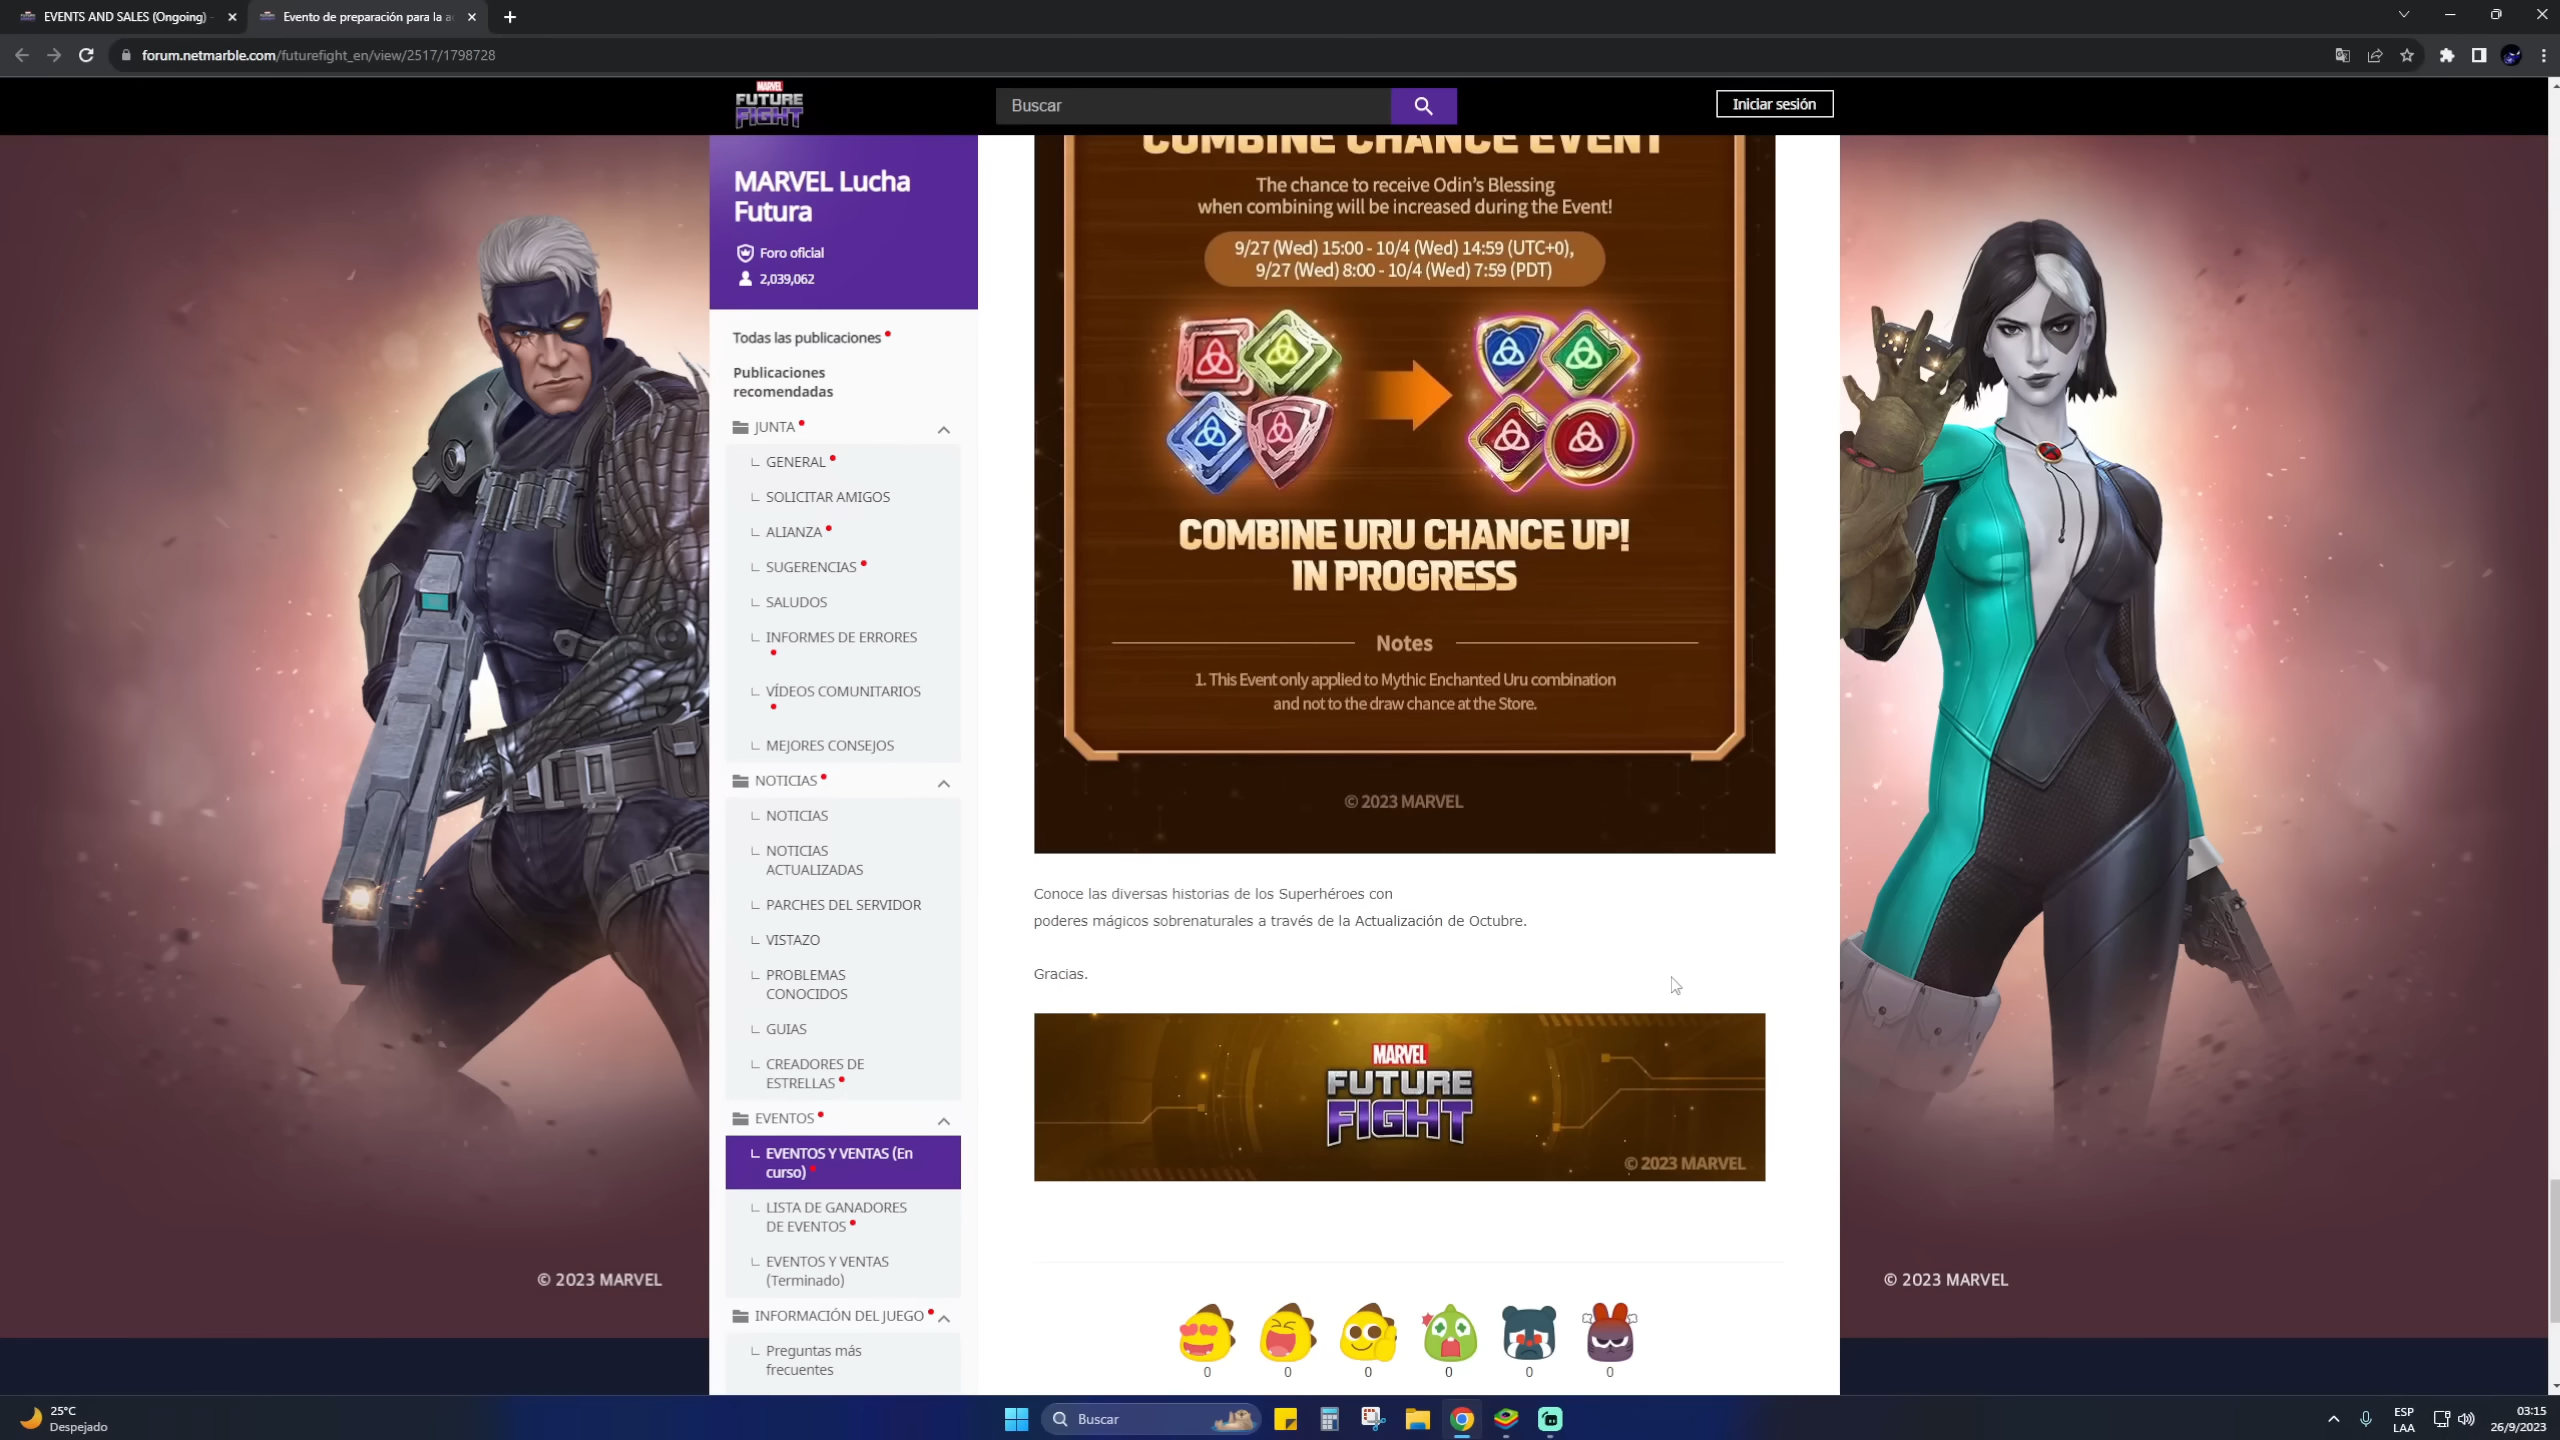 EVENTS AND SALES (Ongoing)
Evento de preparación para la a
forum.netmarble.com/futurefight_en/view/2517/1798728
MARVEL
FUTURE
FIGHT
Buscar
Iniciar sesión
MARVEL Lucha
Futura
Foro oficial
2,039,062
Todas las publicaciones
Publicaciones
recomendadas
JUNTA
GENERAL
SOLICITAR AMIGOS
ALIANZA
SUGERENCIAS
SALUDOS
INFORMES DE ERRORES
VÍDEOS COMUNITARIOS
MEJORES CONSEJOS
NOTICIAS
NOTICIAS
NOTICIAS
ACTUALIZADAS
PARCHES DEL SERVIDOR
VISTAZO
PROBLEMAS
CONOCIDOS
GUIAS
CREADORES DE
ESTRELLAS
EVENTOS
EVENTOS Y VENTAS (En
curso)
LISTA DE GANADORES
DE EVENTOS
EVENTOS Y VENTAS
(Terminado)
INFORMACIÓN DEL JUEGO
Preguntas más
frecuentes
COMBINE CHANCE EVENT
The chance to receive Odin's Blessing
when combining will be increased during the Event!
9/27 (Wed) 15:00 - 10/4 (Wed) 14:59 (UTC+0),
9/27 (Wed) 8:00 - 10/4 (Wed) 7:59 (PDT)
COMBINE URU CHANCE UP!
IN PROGRESS
Notes
1. This Event only applied to Mythic Enchanted Uru combination
and not to the draw chance at the Store.
© 2023 MARVEL
Conoce las diversas historias de los Superhéroes con
poderes mágicos sobrenaturales a través de la Actualización de Octubre.
Gracias.
MARVEL
FUTURE
FIGHT
© 2023 MARVEL
© 2023 MARVEL
© 2023 MARVEL
0 0 0 0 0 0
25°C
Despejado
Buscar
ESP
LAA
03:15
26/9/2023